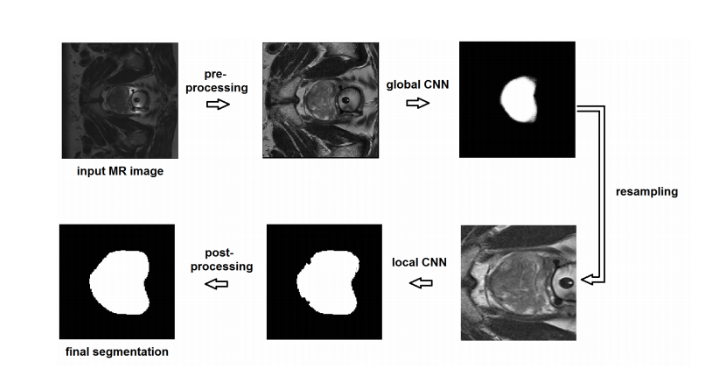 pre-
processing
global CNN
input MR image
resampling
post-
processing
local CNN
final segmentation